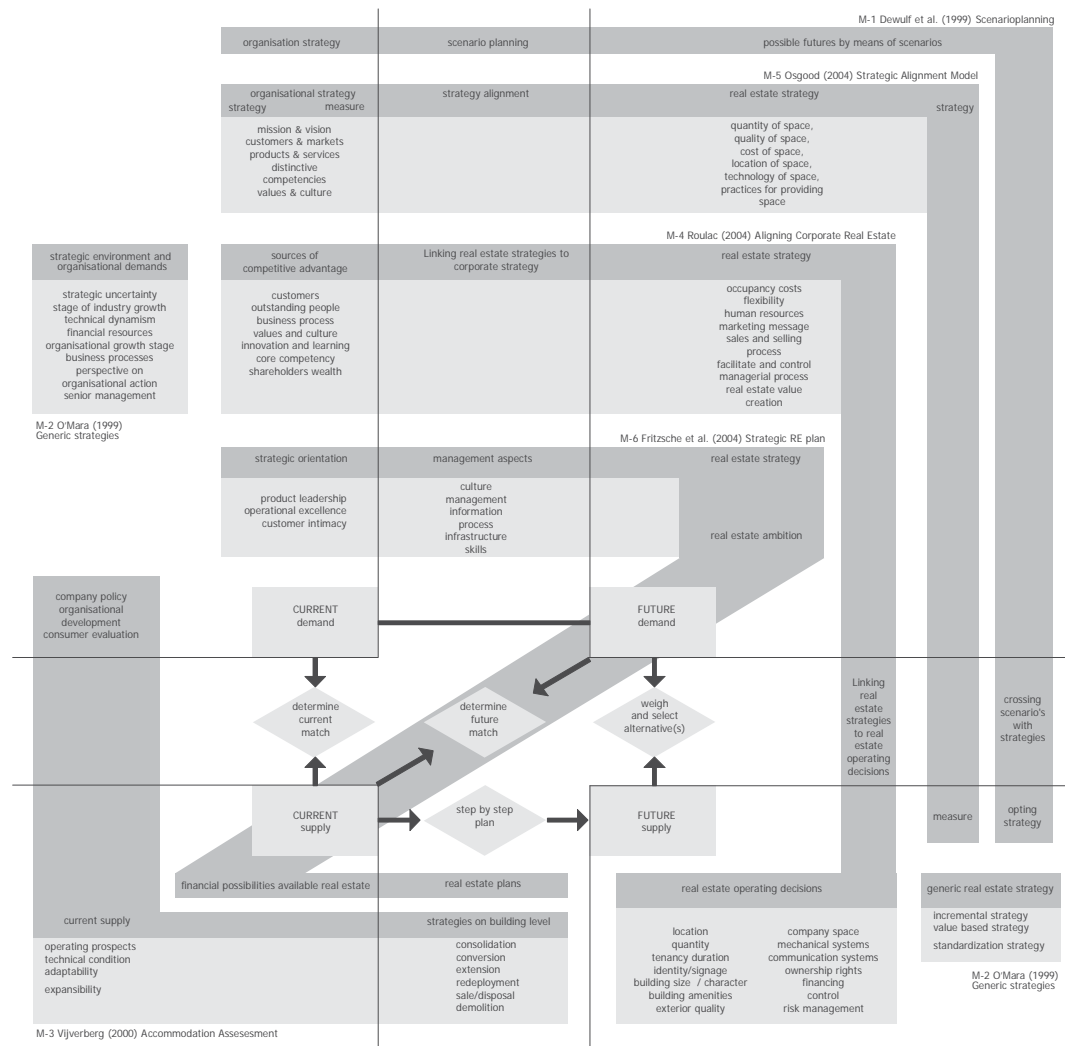 M-1 Dewulf et al. (1999) Scenarioplanning
organisation strategy
scenario planning
possible futures by means of scenarios
M-5 Osgood (2004) Strategic Alignment Model
organisational strategy
strategy
measure
strategy alignment
real estate strategy
strategy
mission & vision
customers & markets
products & services
distinctive
competencies
values & culture
quantity of space,
quality of space,
cost of space,
location of space,
technology of space,
practices for providing
space
M-4 Roulac (2004) Aligning Corporate Real Estate
strategic environment and
organisational demands
sources of
competitive advantage
Linking real estate strategies to
corporate strategy
real estate strategy
strategic uncertainty
stage of industry growth
technical dynamism
financial resources
organisational growth stage
business processes
perspective on
organisational action
senior management
customers
outstanding people
business process
values and culture
innovation and learning
core competency
shareholders wealth
occupancy costs
flexibility
human resources
marketing message
sales and selling
process
facilitate and control
managerial process
real estate value
creation
M-2 O'Mara (1999)
Generic strategies
M-6 Fritzsche et al. (2004) Strategic RE plan
strategic orientation
management aspects
real estate strategy
product leadership
operational excellence
customer intimacy
culture
management
information
process
infrastructure
skills
real estate ambition
company policy
organisational
development
consumer evaluation
CURRENT
demand
FUTURE
demand
determine
current
match
determine
future
match
weigh
and select
alternative(s)
Linking
real
estate
strategies
to real
estate
operating
decisions
crossing
scenario's
with
strategies
CURRENT
supply
step by step
plan
FUTURE
supply
measure
opting
strategy
financial possibilities available real estate
real estate plans
real estate operating decisions
generic real estate strategy
current supply
strategies on building level
operating prospects
technical condition
adaptability
expansibility
consolidation
conversion
extension
redeployment
sale/disposal
demolition
location
quantity
tenancy duration
identity/signage
building size / character
building amenities
exterior quality
company space
mechanical systems
communication systems
ownership rights
financing
control
risk management
incremental strategy
value based strategy
standardization strategy
M-2 O'Mara (1999)
Generic strategies
M-3 Vijverberg (2000) Accommodation Assesesment